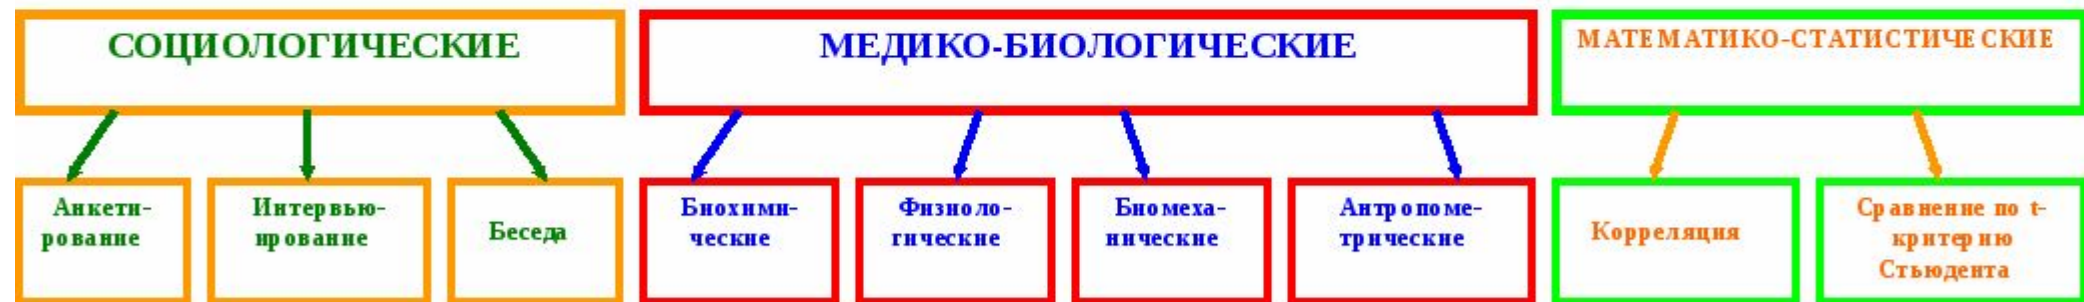 СОЦИОЛОГИЧЕСКИЕ
Анкети-
рование
Интервью-
ирование
Беседа
МЕДИКО-БИОЛОГИЧЕСКИЕ
Биохими-
ческие
Физиоло-
гические
Биомеха-
нические
Антропоме-
трические
МАТЕМАТИКО-СТАТИСТИЧЕСКИЕ
Корреляция
Сравнение по t-
критерию
Стьюдента